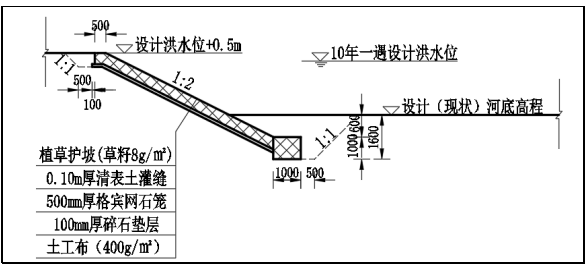 500
设计洪水位+0.5m
10年一遇设计洪水位
1:1
1:2
500
100
设计（现状）河底高程
600
1000
1600
1:1
植草护坡(草籽8g/㎡)
0.10m厚清表土灌缝
500mm厚格宾网石笼
100mm厚碎石垫层
土工布（400g/㎡）
1000
500